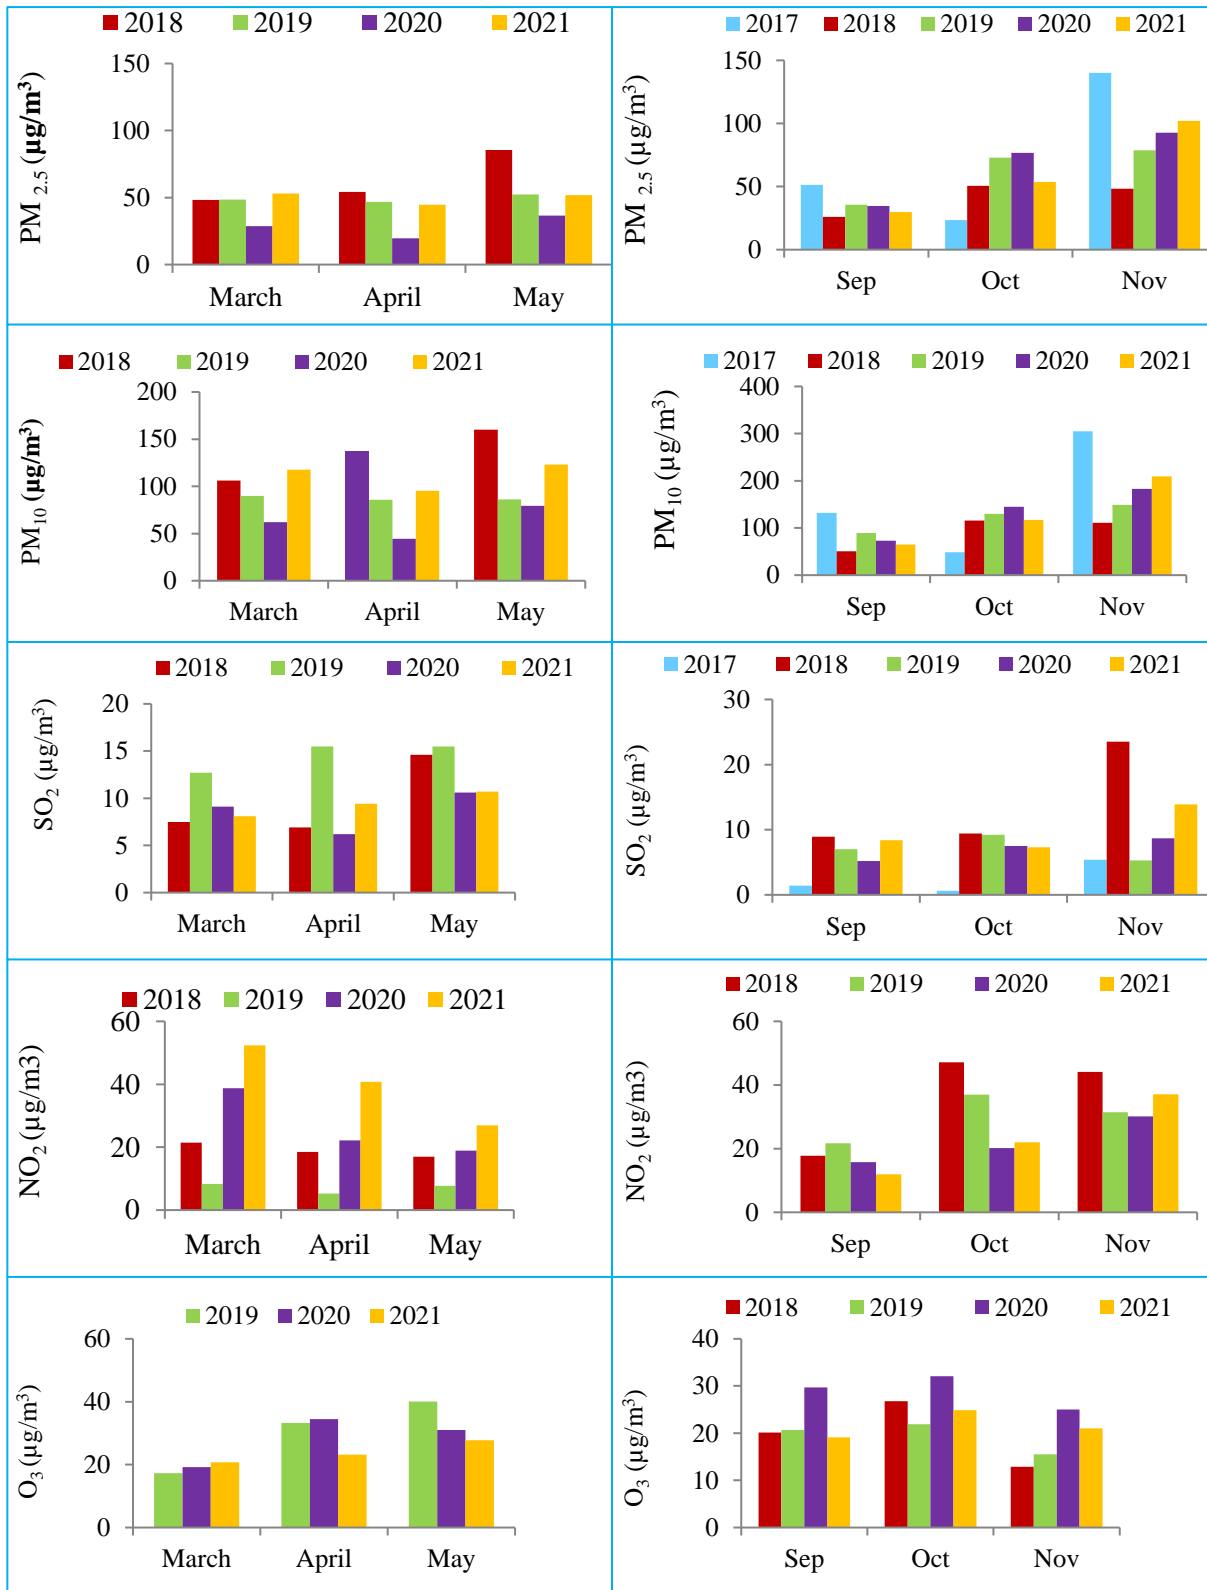 2018 2019 2020 2021
PM 2.5 (µg/m³)
150
100
50
0
March April May
2017 2018 2019 2020 2021
PM 2.5 (µg/m³)
150
100
50
0
Sep Oct Nov
2018 2019 2020 2021
PM10 (µg/m³)
200
150
100
50
0
March April May
2017 2018 2019 2020 2021
PM10 (µg/m³)
400
300
200
100
0
Sep Oct Nov
2018 2019 2020 2021
SO2 (µg/m³)
20
15
10
5
0
March April May
2017 2018 2019 2020 2021
SO2 (µg/m³)
30
20
10
0
Sep Oct Nov
2018 2019 2020 2021
NO2 (µg/m3)
60
40
20
0
March April May
2018 2019 2020 2021
NO2 (µg/m3)
60
40
20
0
Sep Oct Nov
2019 2020 2021
O3 (µg/m³)
60
40
20
0
March April May
2018 2019 2020 2021
O3 (µg/m³)
40
30
20
10
0
Sep Oct Nov